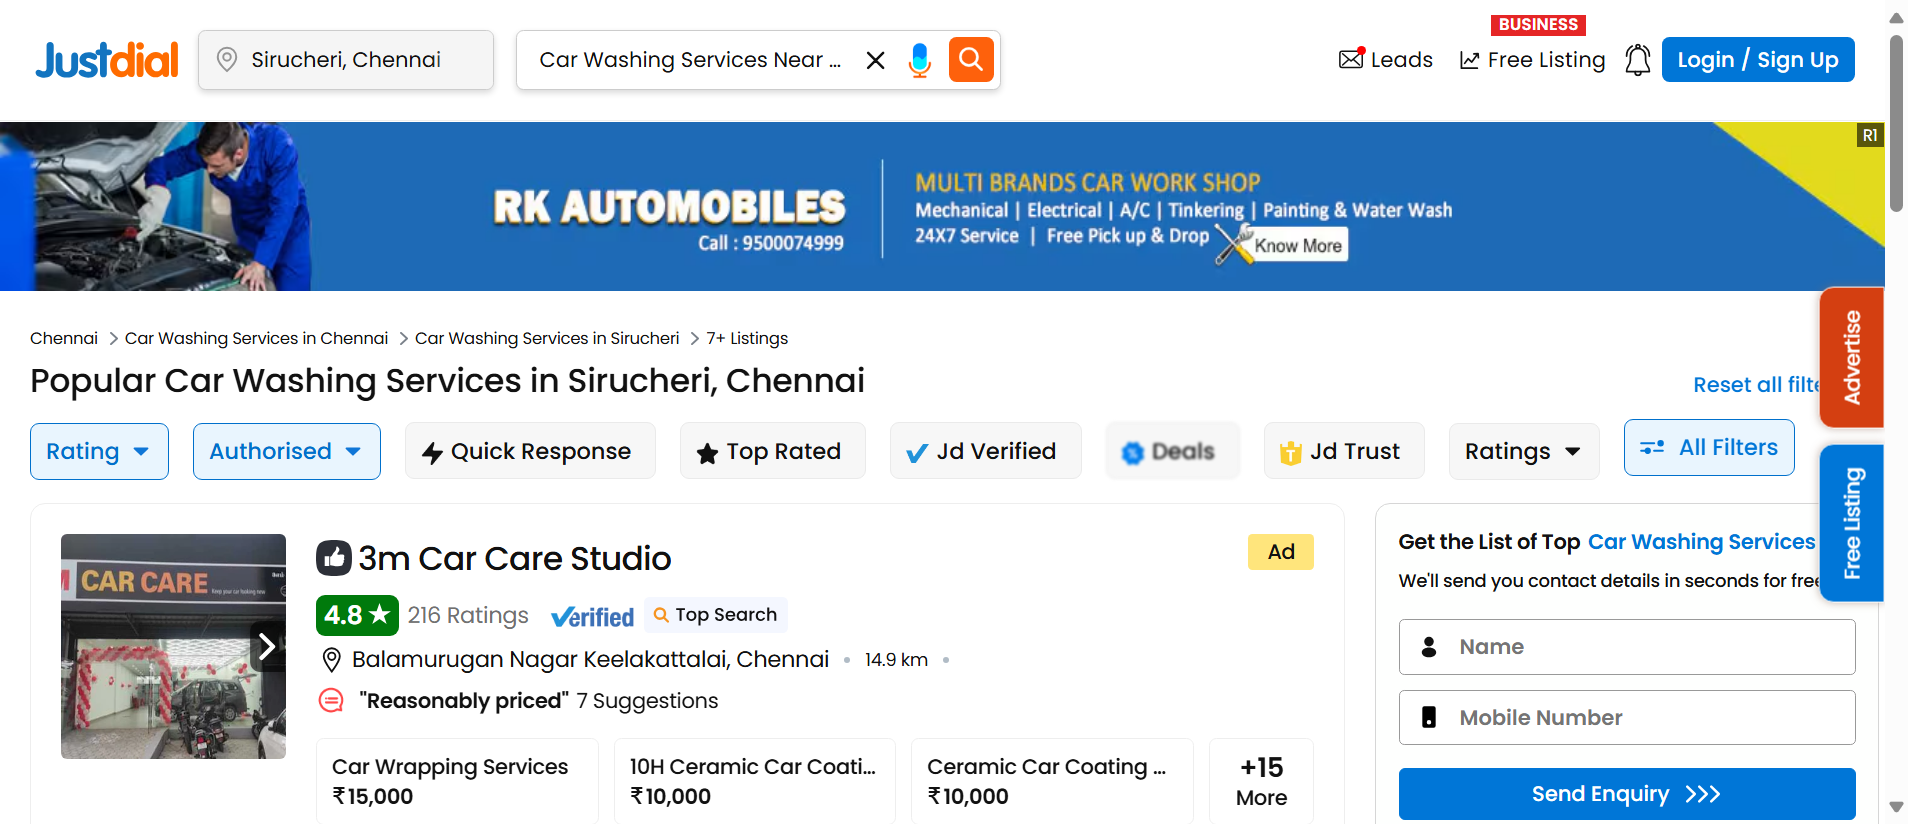 Justdial
Sirucheri, Chennai
Car Washing Services Near ...
Leads
BUSINESS
Free Listing
Login / Sign Up
R1
RK AUTOMOBILES
Call : 9500074999
MULTI BRANDS CAR WORK SHOP
Mechanical | Electrical | A/C | Tinkering | Painting & Water Wash
24X7 Service | Free Pick up & Drop
Know More
Advertise
Free Listing
Chennai > Car Washing Services in Chennai > Car Washing Services in Sirucheri > 7+ Listings
Popular Car Washing Services in Sirucheri, Chennai
Reset all filte
Rating
Authorised
Quick Response
Top Rated
Jd Verified
Deals
Jd Trust
Ratings
All Filters
CAR CARE
3m Car Care Studio
Ad
4.8 ★ 216 Ratings Verified Top Search
Balamurugan Nagar Keelakattalai, Chennai • 14.9 km •
"Reasonably priced" 7 Suggestions
Car Wrapping Services
₹15,000
10H Ceramic Car Coati...
₹10,000
Ceramic Car Coating ...
₹10,000
+15
More
Get the List of Top Car Washing Services
We'll send you contact details in seconds for free
Name
Mobile Number
Send Enquiry >>>